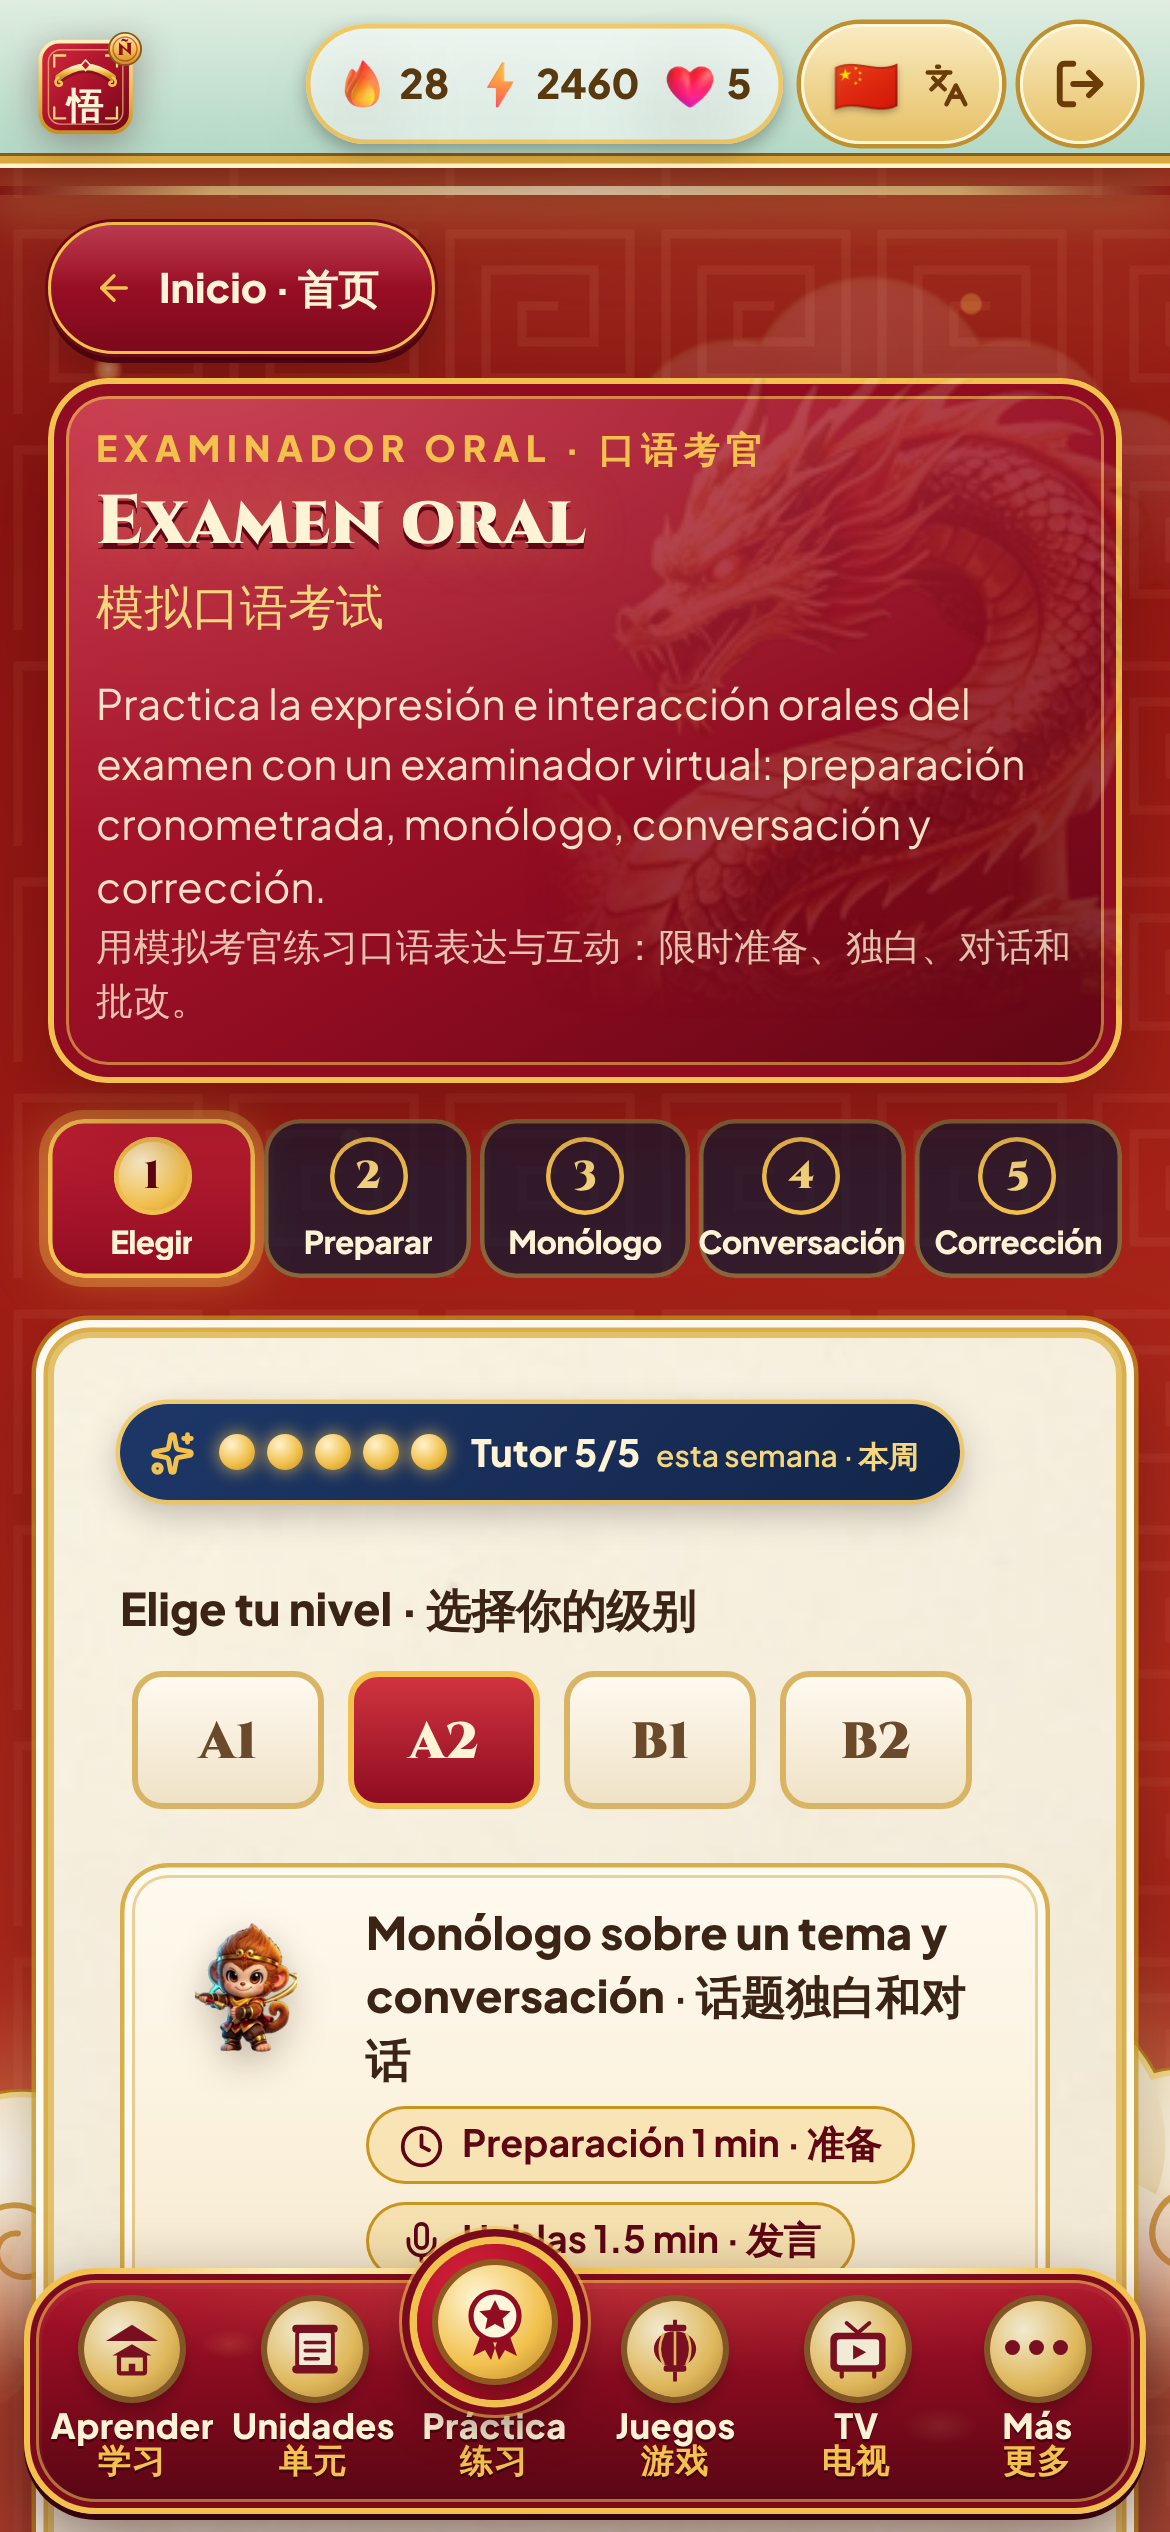 悟
Ñ
28
2460
5
Inicio · 首页
EXAMINADOR ORAL · 口语考官
EXAMEN ORAL
模拟口语考试
Practica la expresión e interacción orales del
examen con un examinador virtual: preparación
cronometrada, monólogo, conversación y
corrección.
用模拟考官练习口语表达与互动：限时准备、独白、对话和
批改。
1
Elegir
2
Preparar
3
Monólogo
4
Conversación
5
Corrección
Tutor 5/5 esta semana · 本周
Elige tu nivel · 选择你的级别
A1
A2
B1
B2
Monólogo sobre un tema y
conversación · 话题独白和对
话
Preparación 1 min · 准备
1.5 min · 发言
Aprender
学习
Unidades
单元
Práctica
练习
Juegos
游戏
TV
电视
Más
更多